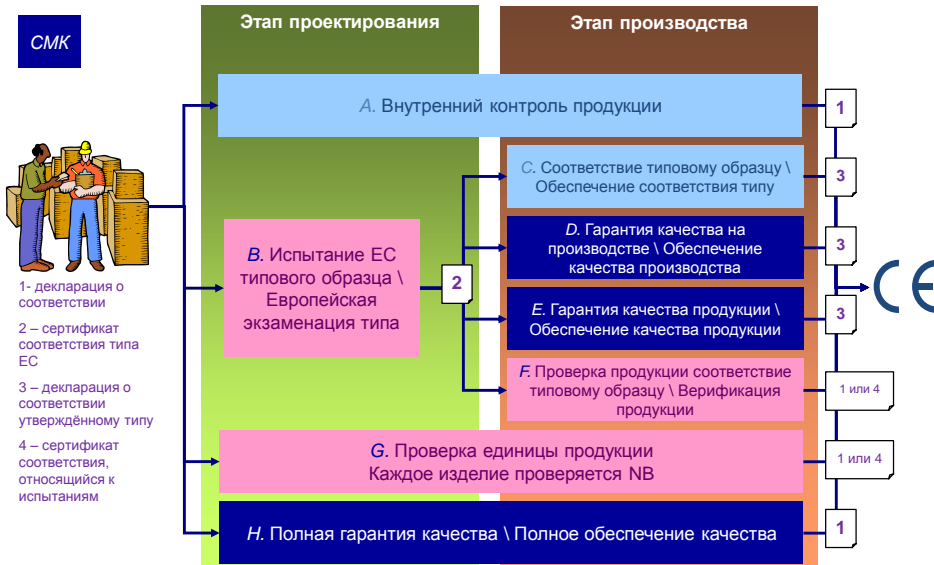 СМК
Этап проектирования
Этап производства
A. Внутренний контроль продукции
1
C. Соответствие типовому образцу \
Обеспечение соответствия типу
3
D. Гарантия качества на
производстве \ Обеспечение
качества производства
3
B. Испытание ЕС
типового образца \
Европейская
экзаменация типа
2
E. Гарантия качества продукции \
Обеспечение качества продукции
3
F. Проверка продукции соответствие
типовому образцу \ Верификация
продукции
1 или 4
G. Проверка единицы продукции
Каждое изделие проверяется NB
1 или 4
H. Полная гарантия качества \ Полное обеспечение качества
1
CE
1- декларация о
соответствии
2 – сертификат
соответствия типа
ЕС
3 – декларация о
соответствии
утверждённому типу
4 – сертификат
соответствия,
относящийся к
испытаниям